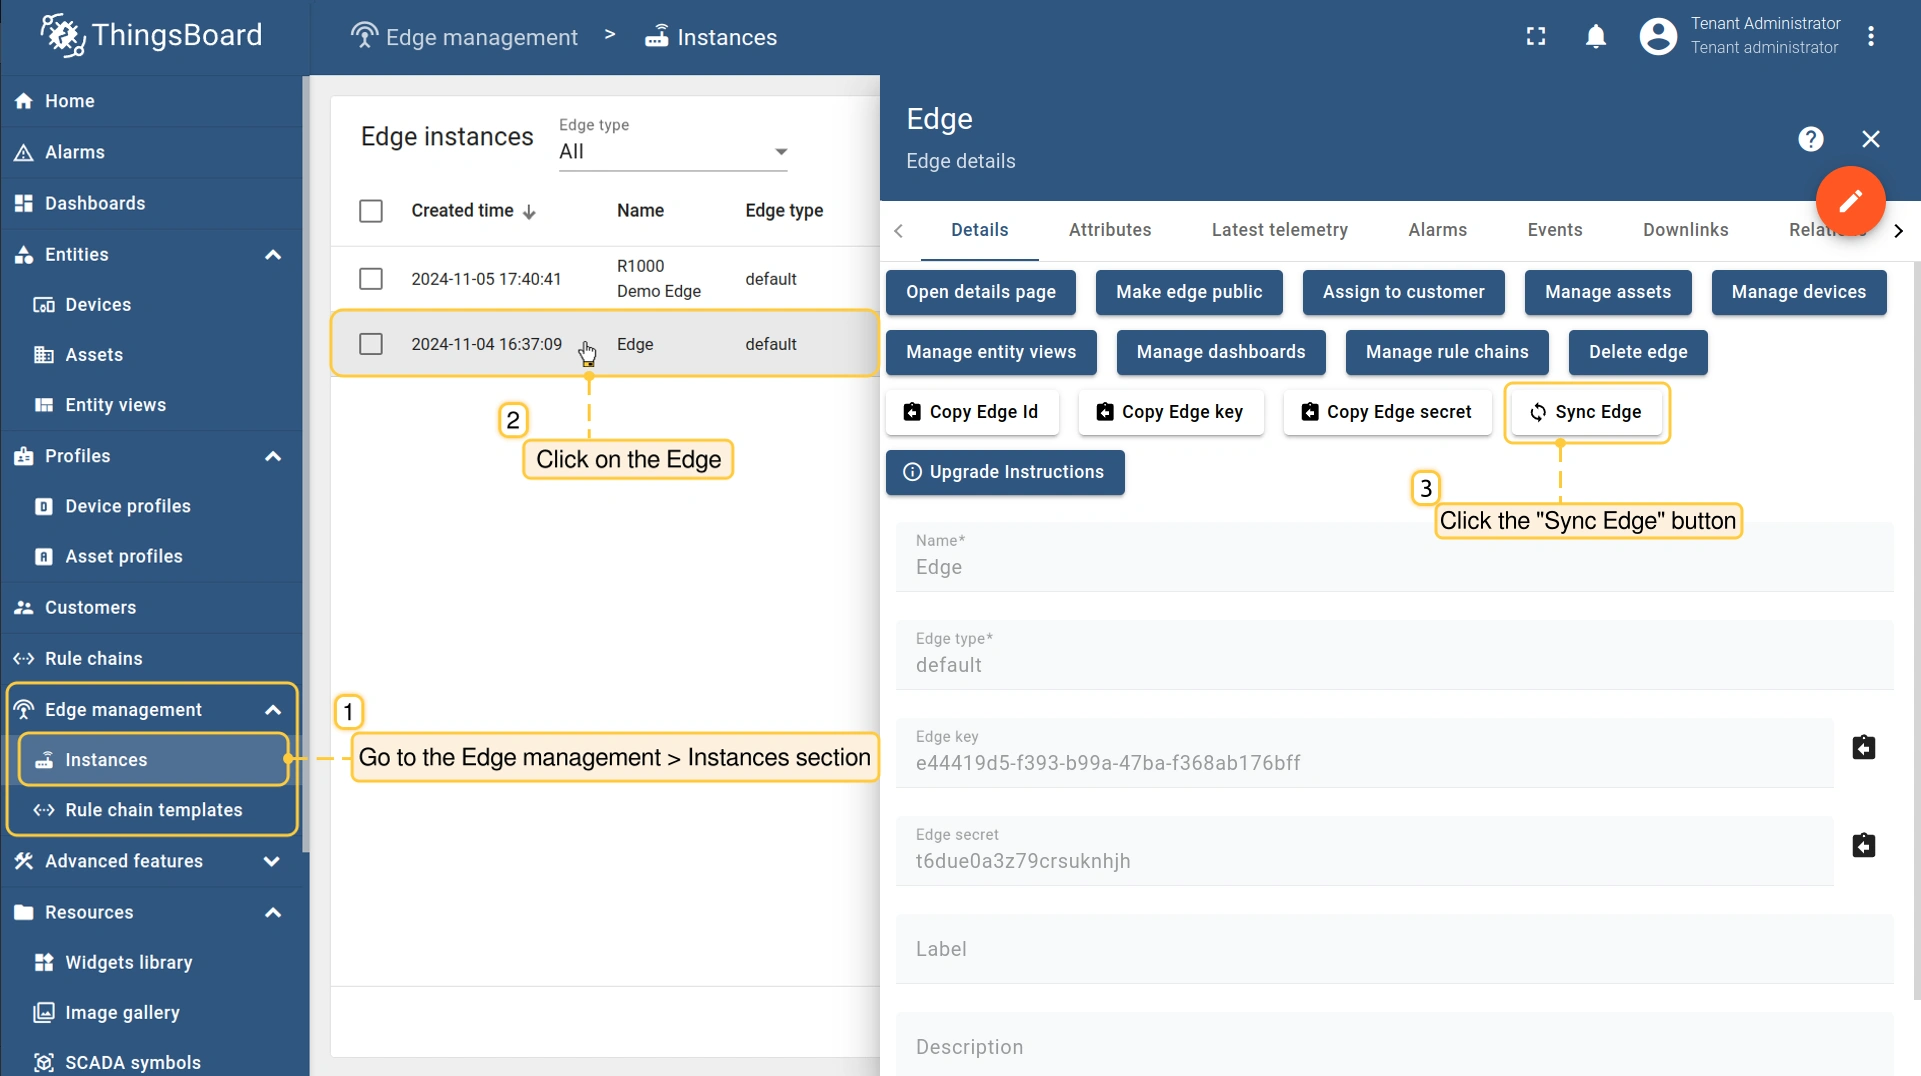 ThingsBoard
Edge management > Instances
Tenant Administrator
Tenant administrator
Home
Alarms
Dashboards
Entities
Devices
Assets
Entity views
Profiles
Device profiles
Asset profiles
Customers
Rule chains
Edge management
Instances
Rule chain templates
Advanced features
Resources
Widgets library
Image gallery
SCADA symbols
Edge instances
Edge type
All
Created time Name Edge type
2024-11-05 17:40:41 R1000 Demo Edge default
2024-11-04 16:37:09 Edge default
2
Click on the Edge
1
Go to the Edge management > Instances section
Edge
Edge details
Details Attributes Latest telemetry Alarms Events Downlinks
Open details page Make edge public Assign to customer Manage assets Manage devices
Manage entity views Manage dashboards Manage rule chains Delete edge
Copy Edge Id Copy Edge key Copy Edge secret Sync Edge
Upgrade Instructions
3
Click the "Sync Edge" button
Name*
Edge
Edge type*
default
Edge key
e44419d5-f393-b99a-47ba-f368ab176bff
Edge secret
t6due0a3z79crsuknhjh
Label
Description